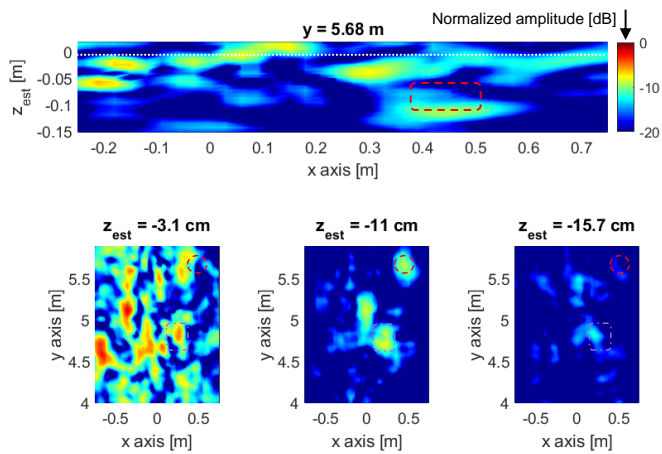 Normalized amplitude [dB]
y = 5.68 m
z_est [m]
0
-0.05
-0.1
-0.15
-0.2
-0.1
0
0.1
0.2
0.3
0.4
0.5
0.6
0.7
x axis [m]
0
-10
-20
z_est = -3.1 cm
z_est = -11 cm
z_est = -15.7 cm
y axis [m]
5.5
5
4.5
4
-0.5
0
0.5
x axis [m]
y axis [m]
5.5
5
4.5
4
-0.5
0
0.5
x axis [m]
y axis [m]
5.5
5
4.5
4
-0.5
0
0.5
x axis [m]